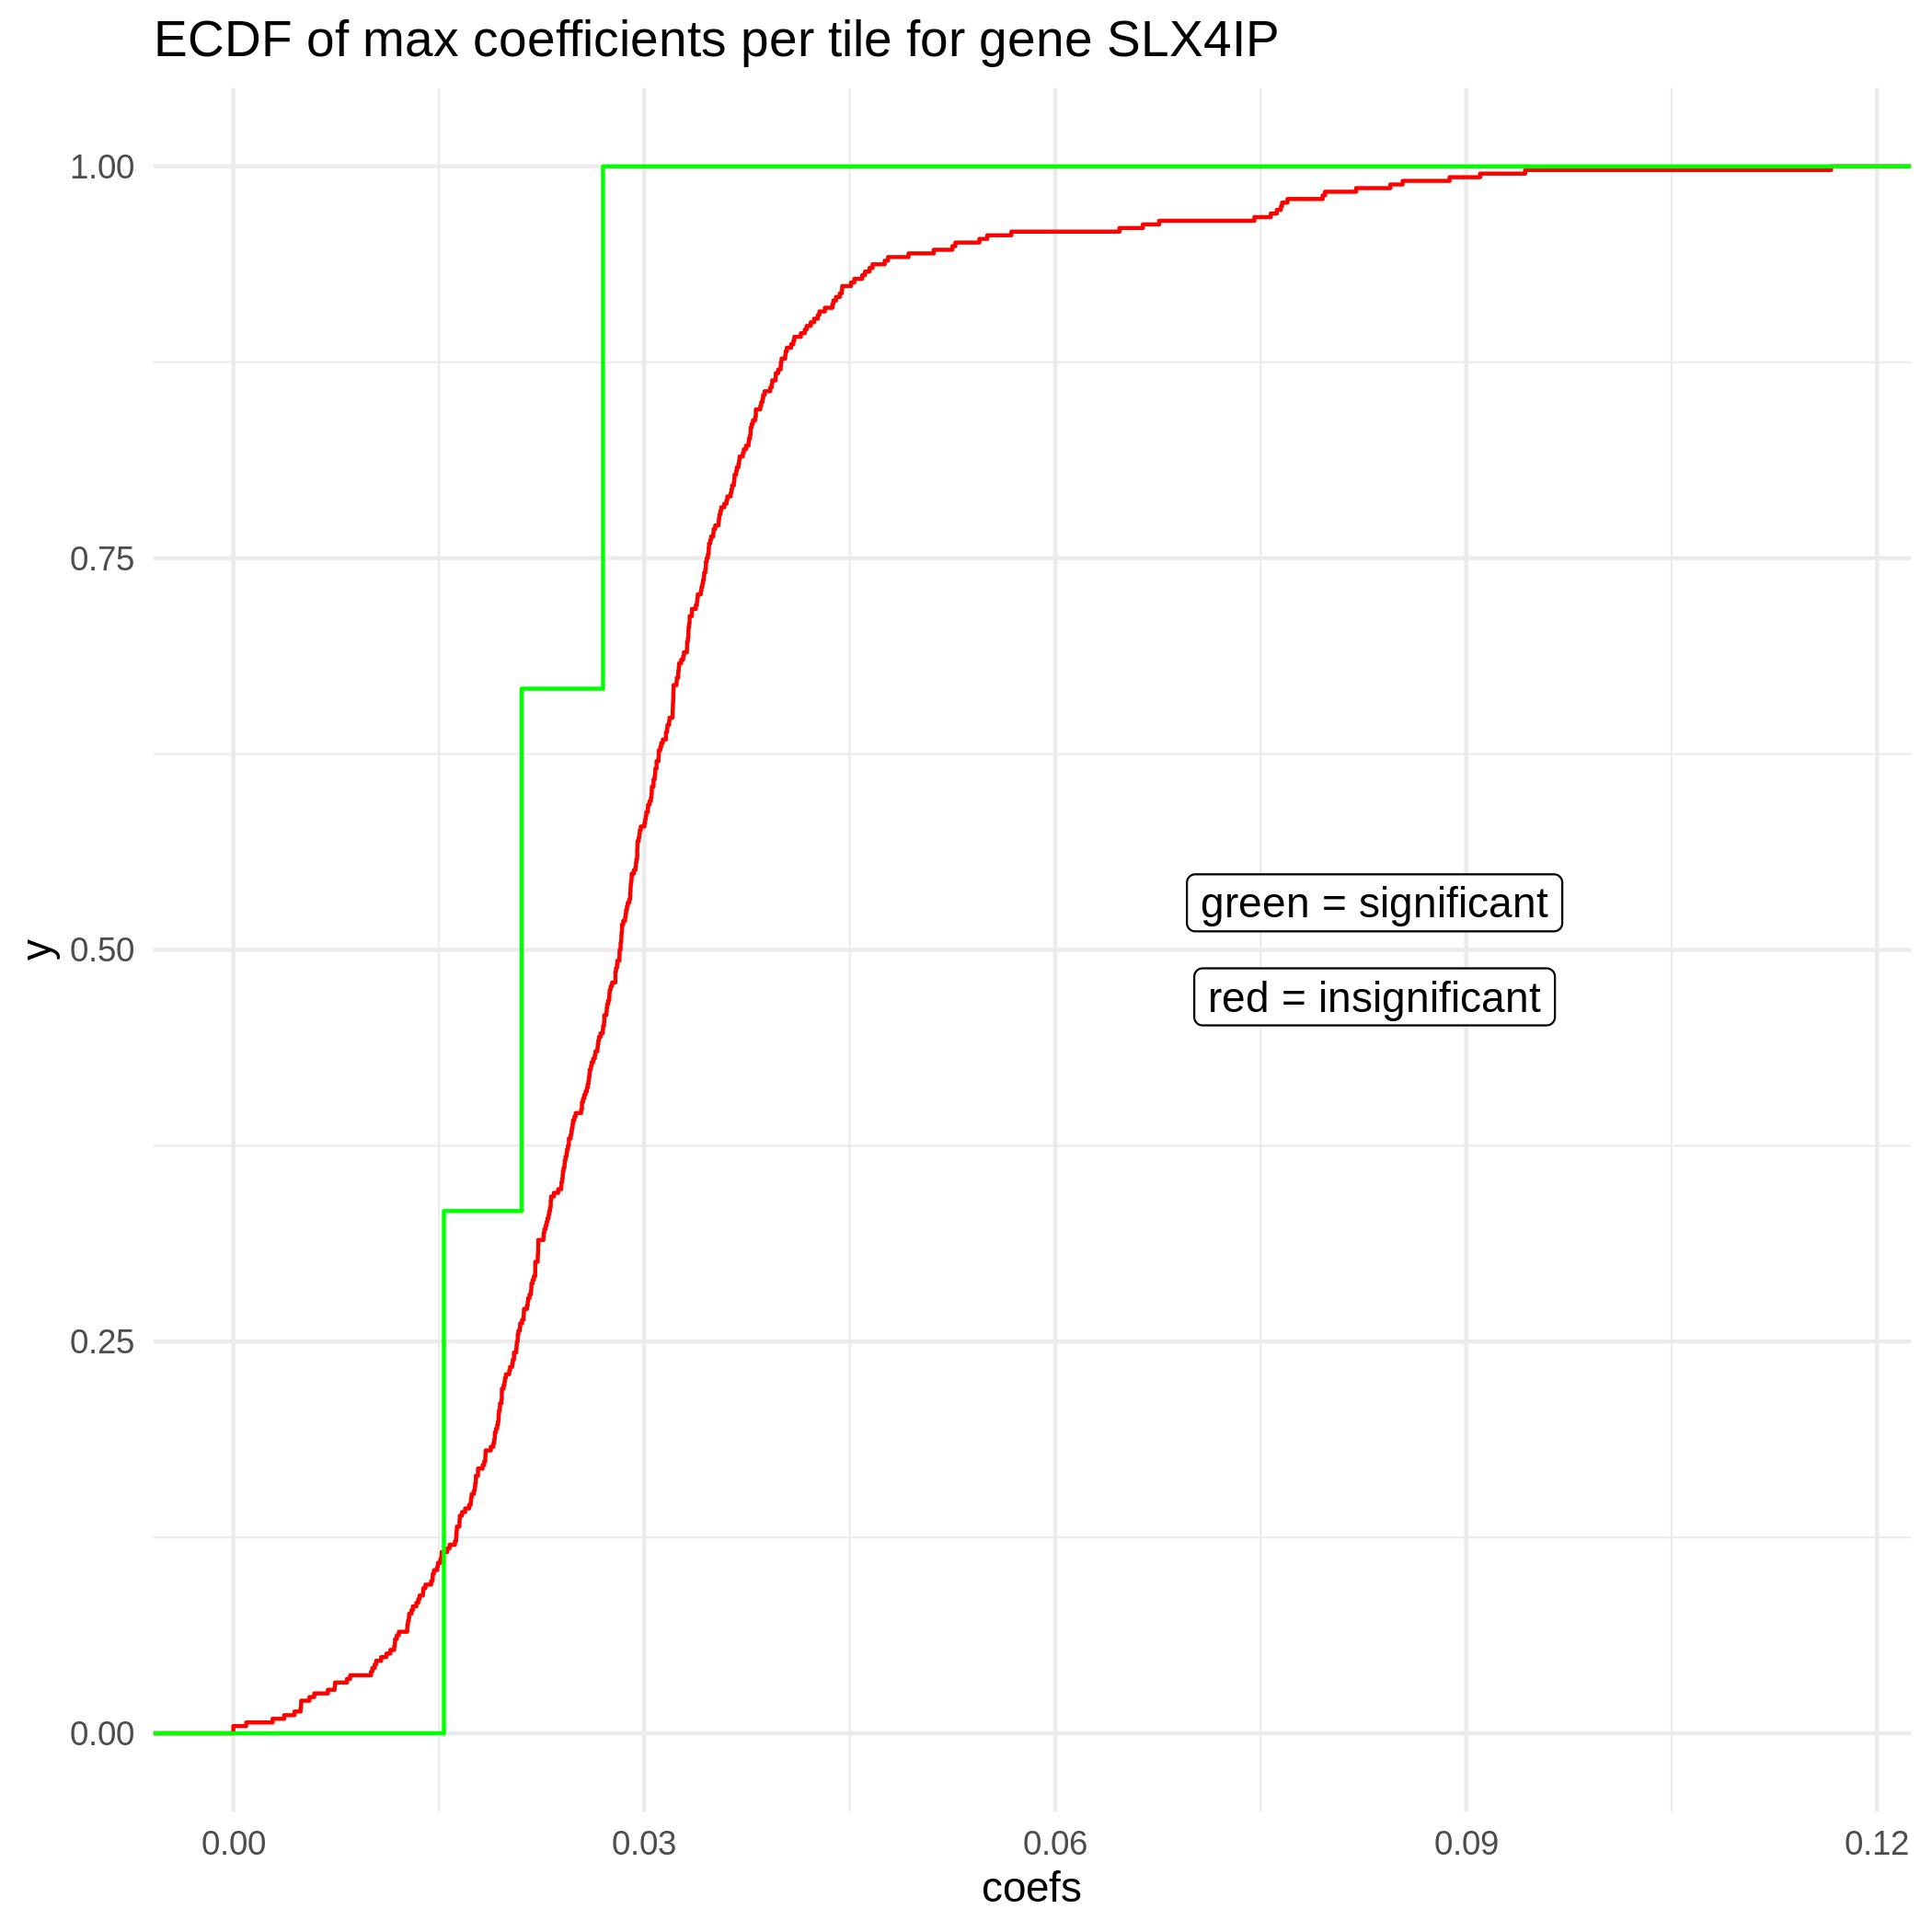 ECDF of max coefficients per tile for gene SLX4IP
1.00
0.75
0.50
0.25
0.00
y
green = significant
red = insignificant
0.00 0.03 0.06 0.09 0.12
coefs